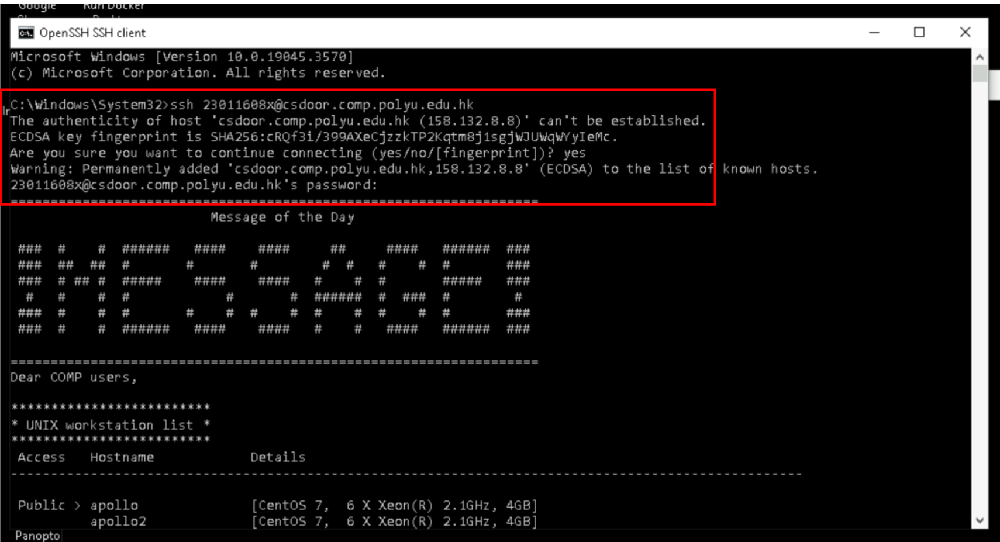 Google Run Docker
OpenSSH SSH client
Microsoft Windows [Version 10.0.19045.3570]
(c) Microsoft Corporation. All rights reserved.
C:\Windows\System32>ssh 23011608x@csdoor.comp.polyu.edu.hk
The authenticity of host 'csdoor.comp.polyu.edu.hk (158.132.8.8)' can't be established.
ECDSA key fingerprint is SHA256:cRQf3i/399AXeCjzzkTP2Kqtm8j1sgjWJUWqWYyIeMc.
Are you sure you want to continue connecting (yes/no/[fingerprint])? yes
Warning: Permanently added 'csdoor.comp.polyu.edu.hk,158.132.8.8' (ECDSA) to the list of known hosts.
23011608x@csdoor.comp.polyu.edu.hk's password:
==================================================================
Message of the Day
### #    # ######  ####   ####    ##    ####  ###### ###
### ##  ## #      #       #      #  #  #    # #      ###
### # ## # #####   ####   ####  #    # #      #####  ###
 #  #    # #           #      # ###### #  ### #       #
### #    # #      #    # #    # #    # #    # #      ###
### #    # ######  ####   ####  #    #  ####  ###### ###
==================================================================
Dear COMP users,
*************************
* UNIX workstation list *
*************************
Access Hostname Details
---------------------------------------------------------------------------------------------------
Public > apollo [CentOS 7, 6 X Xeon(R) 2.1GHz, 4GB]
apollo2 [CentOS 7, 6 X Xeon(R) 2.1GHz, 4GB]
Panopto